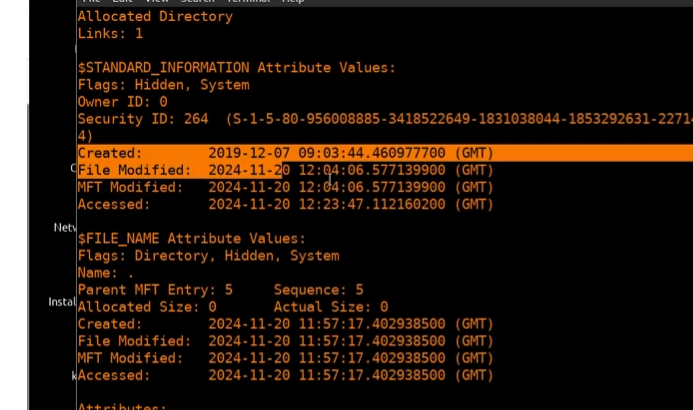 File Edit View Search Terminal Help
Allocated Directory
Links: 1
$STANDARD_INFORMATION Attribute Values:
Flags: Hidden, System
Owner ID: 0
Security ID: 264 (S-1-5-80-956008885-3418522649-1831038044-1853292631-2271
4)
Created: 2019-12-07 09:03:44.460977700 (GMT)
File Modified: 2024-11-20 12:04:06.577139900 (GMT)
MFT Modified: 2024-11-20 12:04:06.577139900 (GMT)
Accessed: 2024-11-20 12:23:47.112160200 (GMT)
$FILE_NAME Attribute Values:
Flags: Directory, Hidden, System
Name: .
Parent MFT Entry: 5 Sequence: 5
Allocated Size: 0 Actual Size: 0
Created: 2024-11-20 11:57:17.402938500 (GMT)
File Modified: 2024-11-20 11:57:17.402938500 (GMT)
MFT Modified: 2024-11-20 11:57:17.402938500 (GMT)
Accessed: 2024-11-20 11:57:17.402938500 (GMT)
Attributes:
Netw
Instal